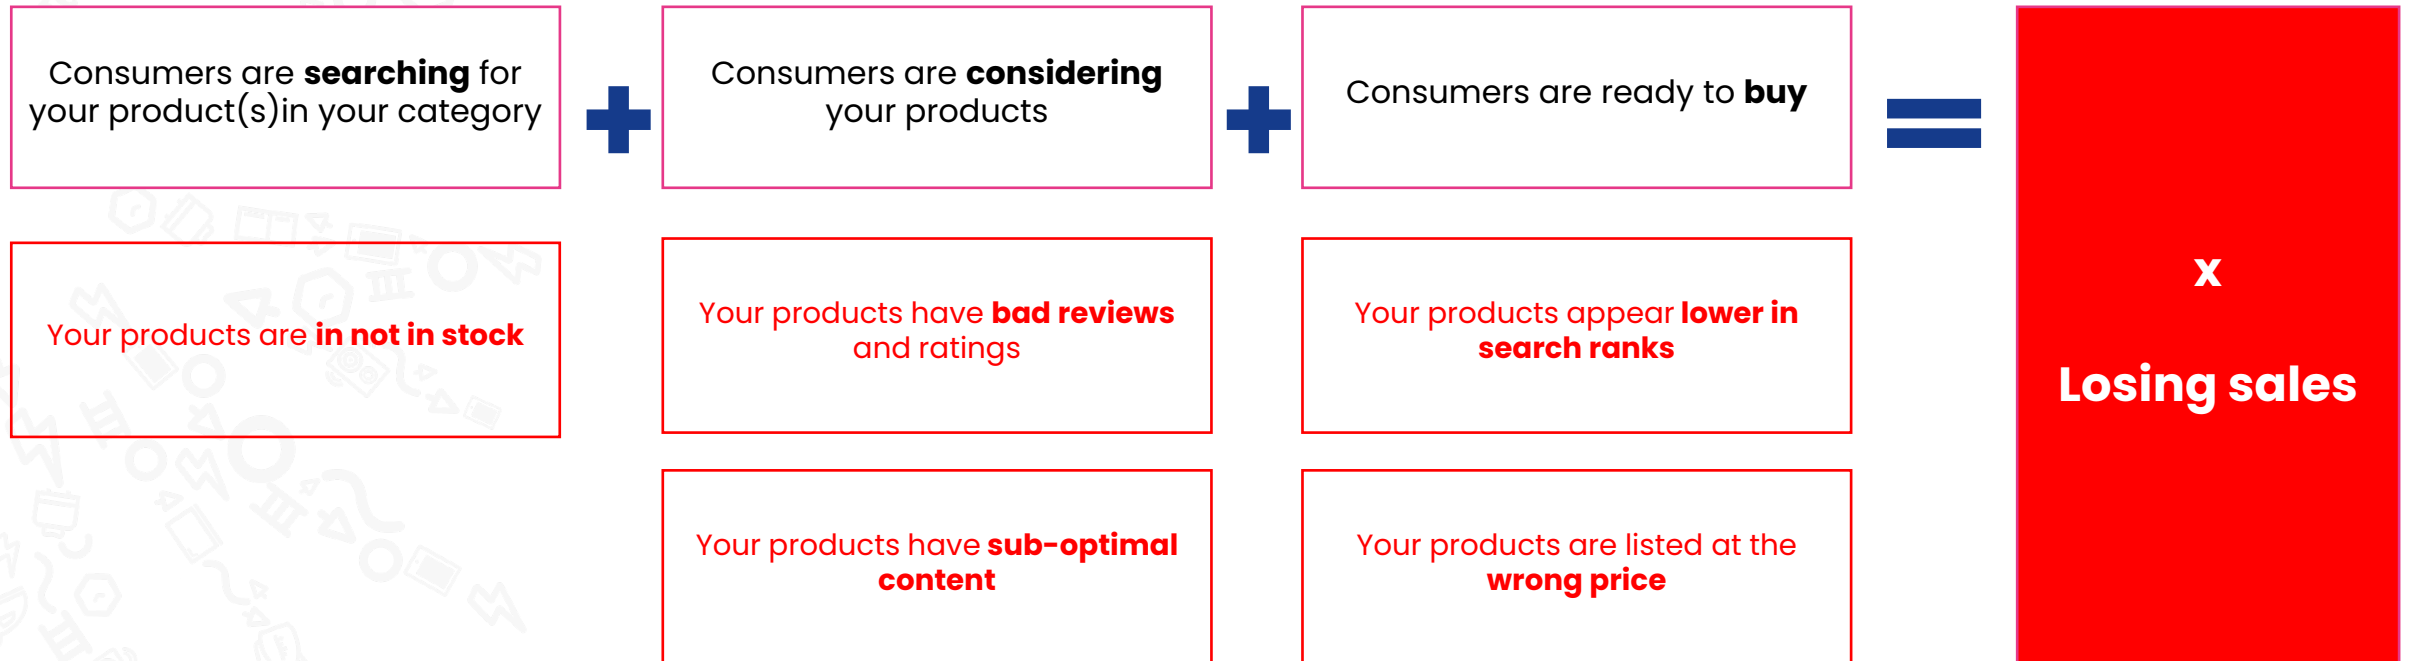 Consumers are searching for
your product(s)in your category
Consumers are considering
your products
Consumers are ready to buy
Your products are in not in stock
Your products have bad reviews
and ratings
Your products appear lower in
search ranks
x
Losing sales
Your products have sub-optimal
content
Your products are listed at the
wrong price